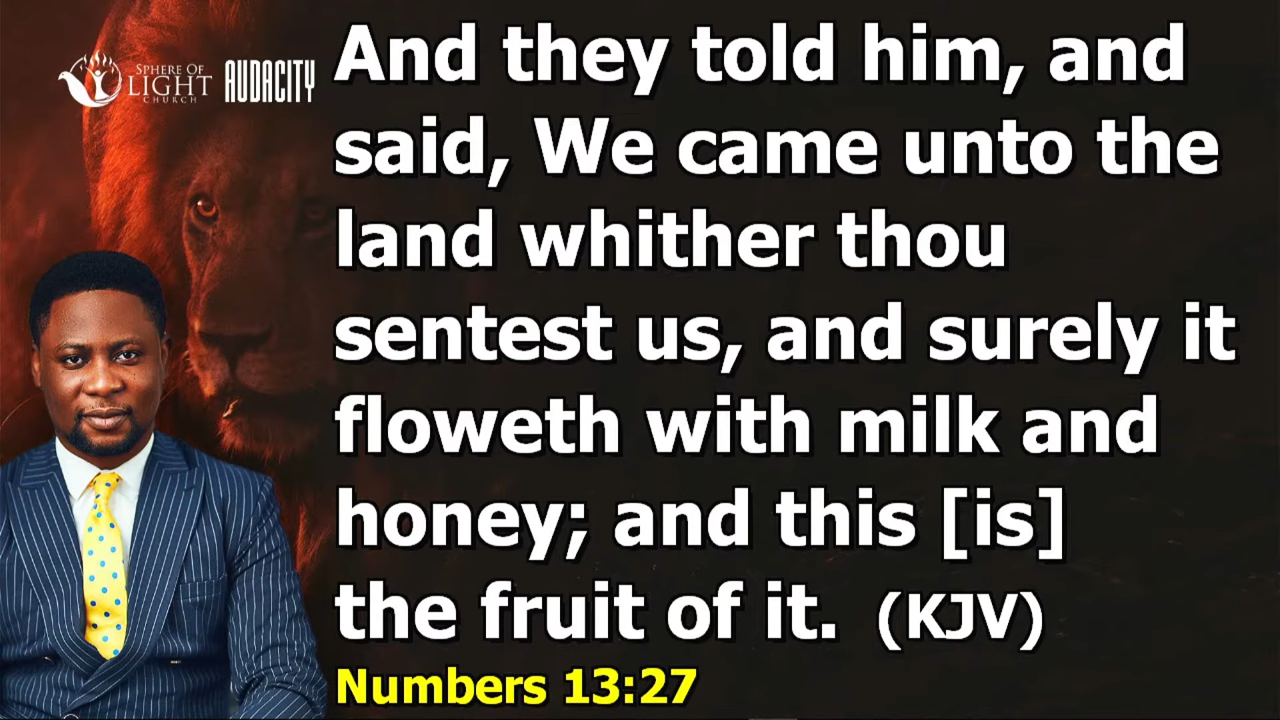 SPHERE OF
LIGHT
CHURCH
AUDACITY
And they told him, and
said, We came unto the
land whither thou
sentest us, and surely it
floweth with milk and
honey; and this [is]
the fruit of it. (KJV)
Numbers 13:27